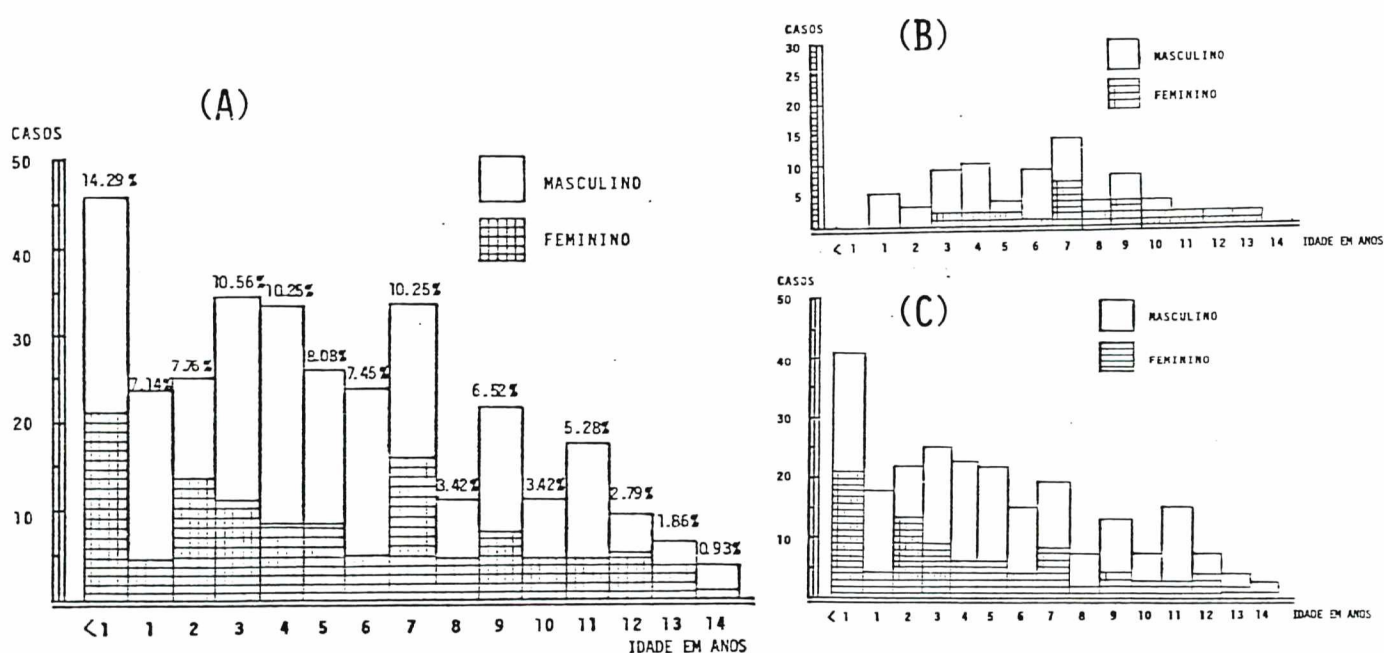 (A)
CASOS
50
40
30
20
10
14.29%
7.14%
7.76%
10.56%
10.25%
8.08%
7.45%
10.25%
3.42%
6.52%
3.42%
5.28%
2.79%
1.86%
0.93%
MASCULINO
FEMININO
<1 1 2 3 4 5 6 7 8 9 10 11 12 13 14
IDADE EM ANOS
(B)
CASOS
30
25
20
15
10
5
MASCULINO
FEMININO
< 1 1 2 3 4 5 6 7 8 9 10 11 12 13 14 IDADE EM ANOS
(C)
CASOS
50
40
30
20
10
MASCULINO
FEMININO
< 1 1 2 3 4 5 6 7 8 9 10 11 12 13 14 IDADE EM ANOS